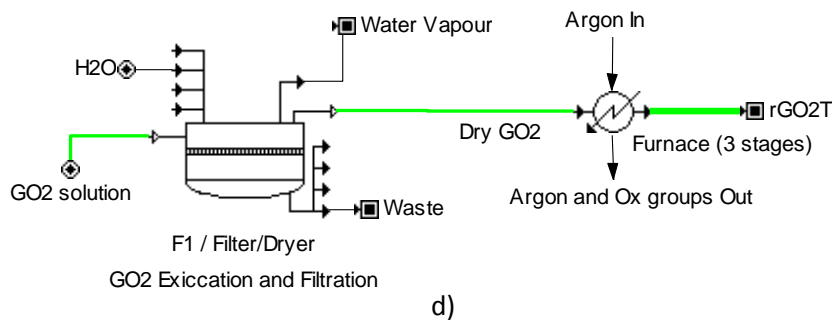 Argon In
Water Vapour
H2O
rGO2T
Dry GO2
Furnace (3 stages)
GO2 solution
Argon and Ox groups Out
Waste
F1 / Filter/Dryer
GO2 Exiccation and Filtration
d)